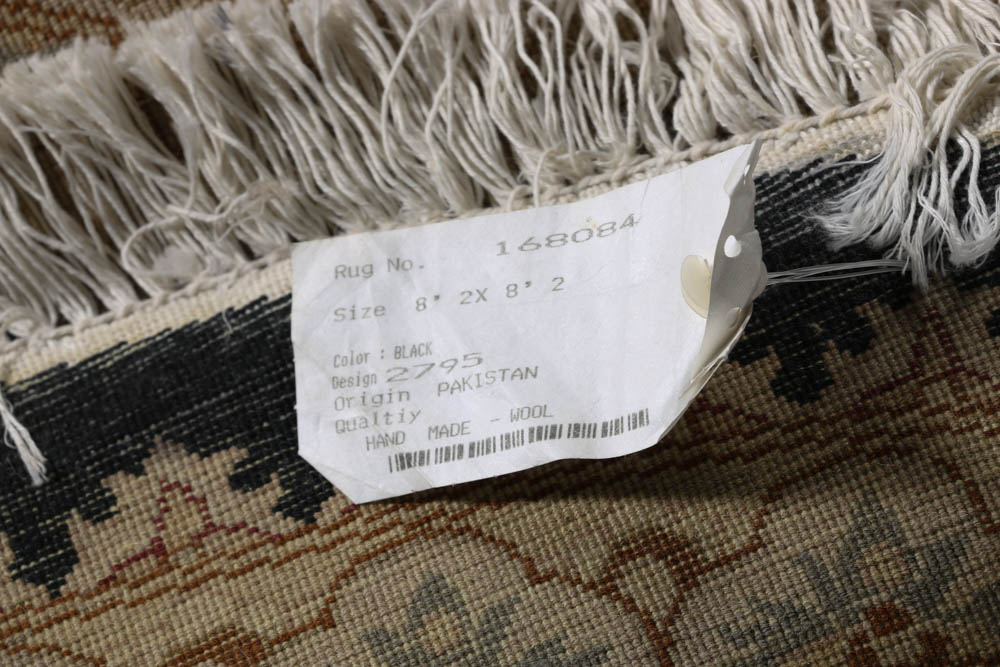 Rug No. 168084
Size 8' 2X 8' 2
Color : BLACK
Design 2795
Origin PAKISTAN
Qualtiy
HAND MADE - WOOL